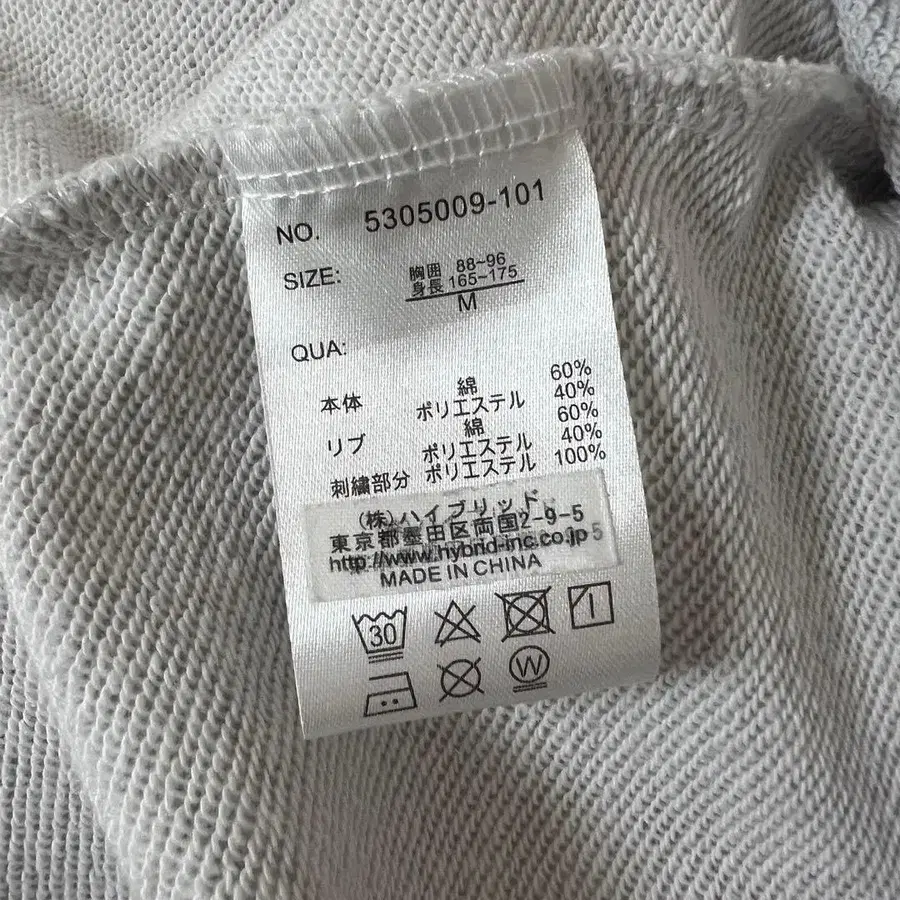 NO. 5305009-101
SIZE: 胸囲 88~96
身長 165~175
M
QUA:
本体 綿 60%
ポリエステル 40%
リブ 綿 60%
ポリエステル 40%
刺繍部分 ポリエステル 100%
(株)ハイブリッド
東京都墨田区両国2-9-5
http://www.hybrid-inc.co.jp
MADE IN CHINA
30
W